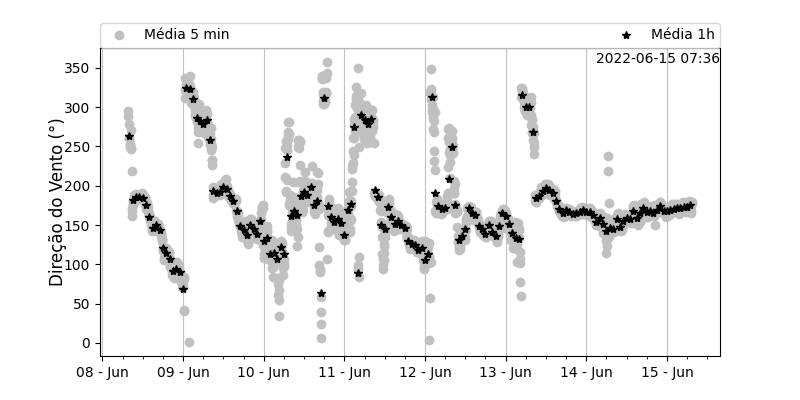 Média 5 min
Média 1h
2022-06-15 07:36
Direção do Vento (°)
350
300
250
200
150
100
50
0
08 - Jun
09 - Jun
10 - Jun
11 - Jun
12 - Jun
13 - Jun
14 - Jun
15 - Jun